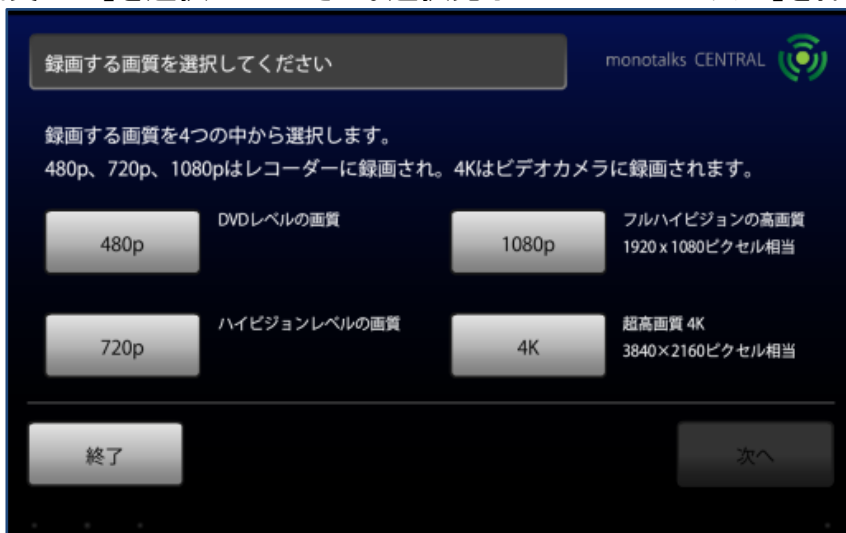 録画する画質を選択してください
monotalks CENTRAL
録画する画質を4つの中から選択します。
480p、720p、1080pはレコーダーに録画され。4Kはビデオカメラに録画されます。
480p
DVDレベルの画質
1080p
フルハイビジョンの高画質
1920 x 1080ピクセル相当
720p
ハイビジョンレベルの画質
4K
超高画質 4K
3840×2160ピクセル相当
終了
次へ